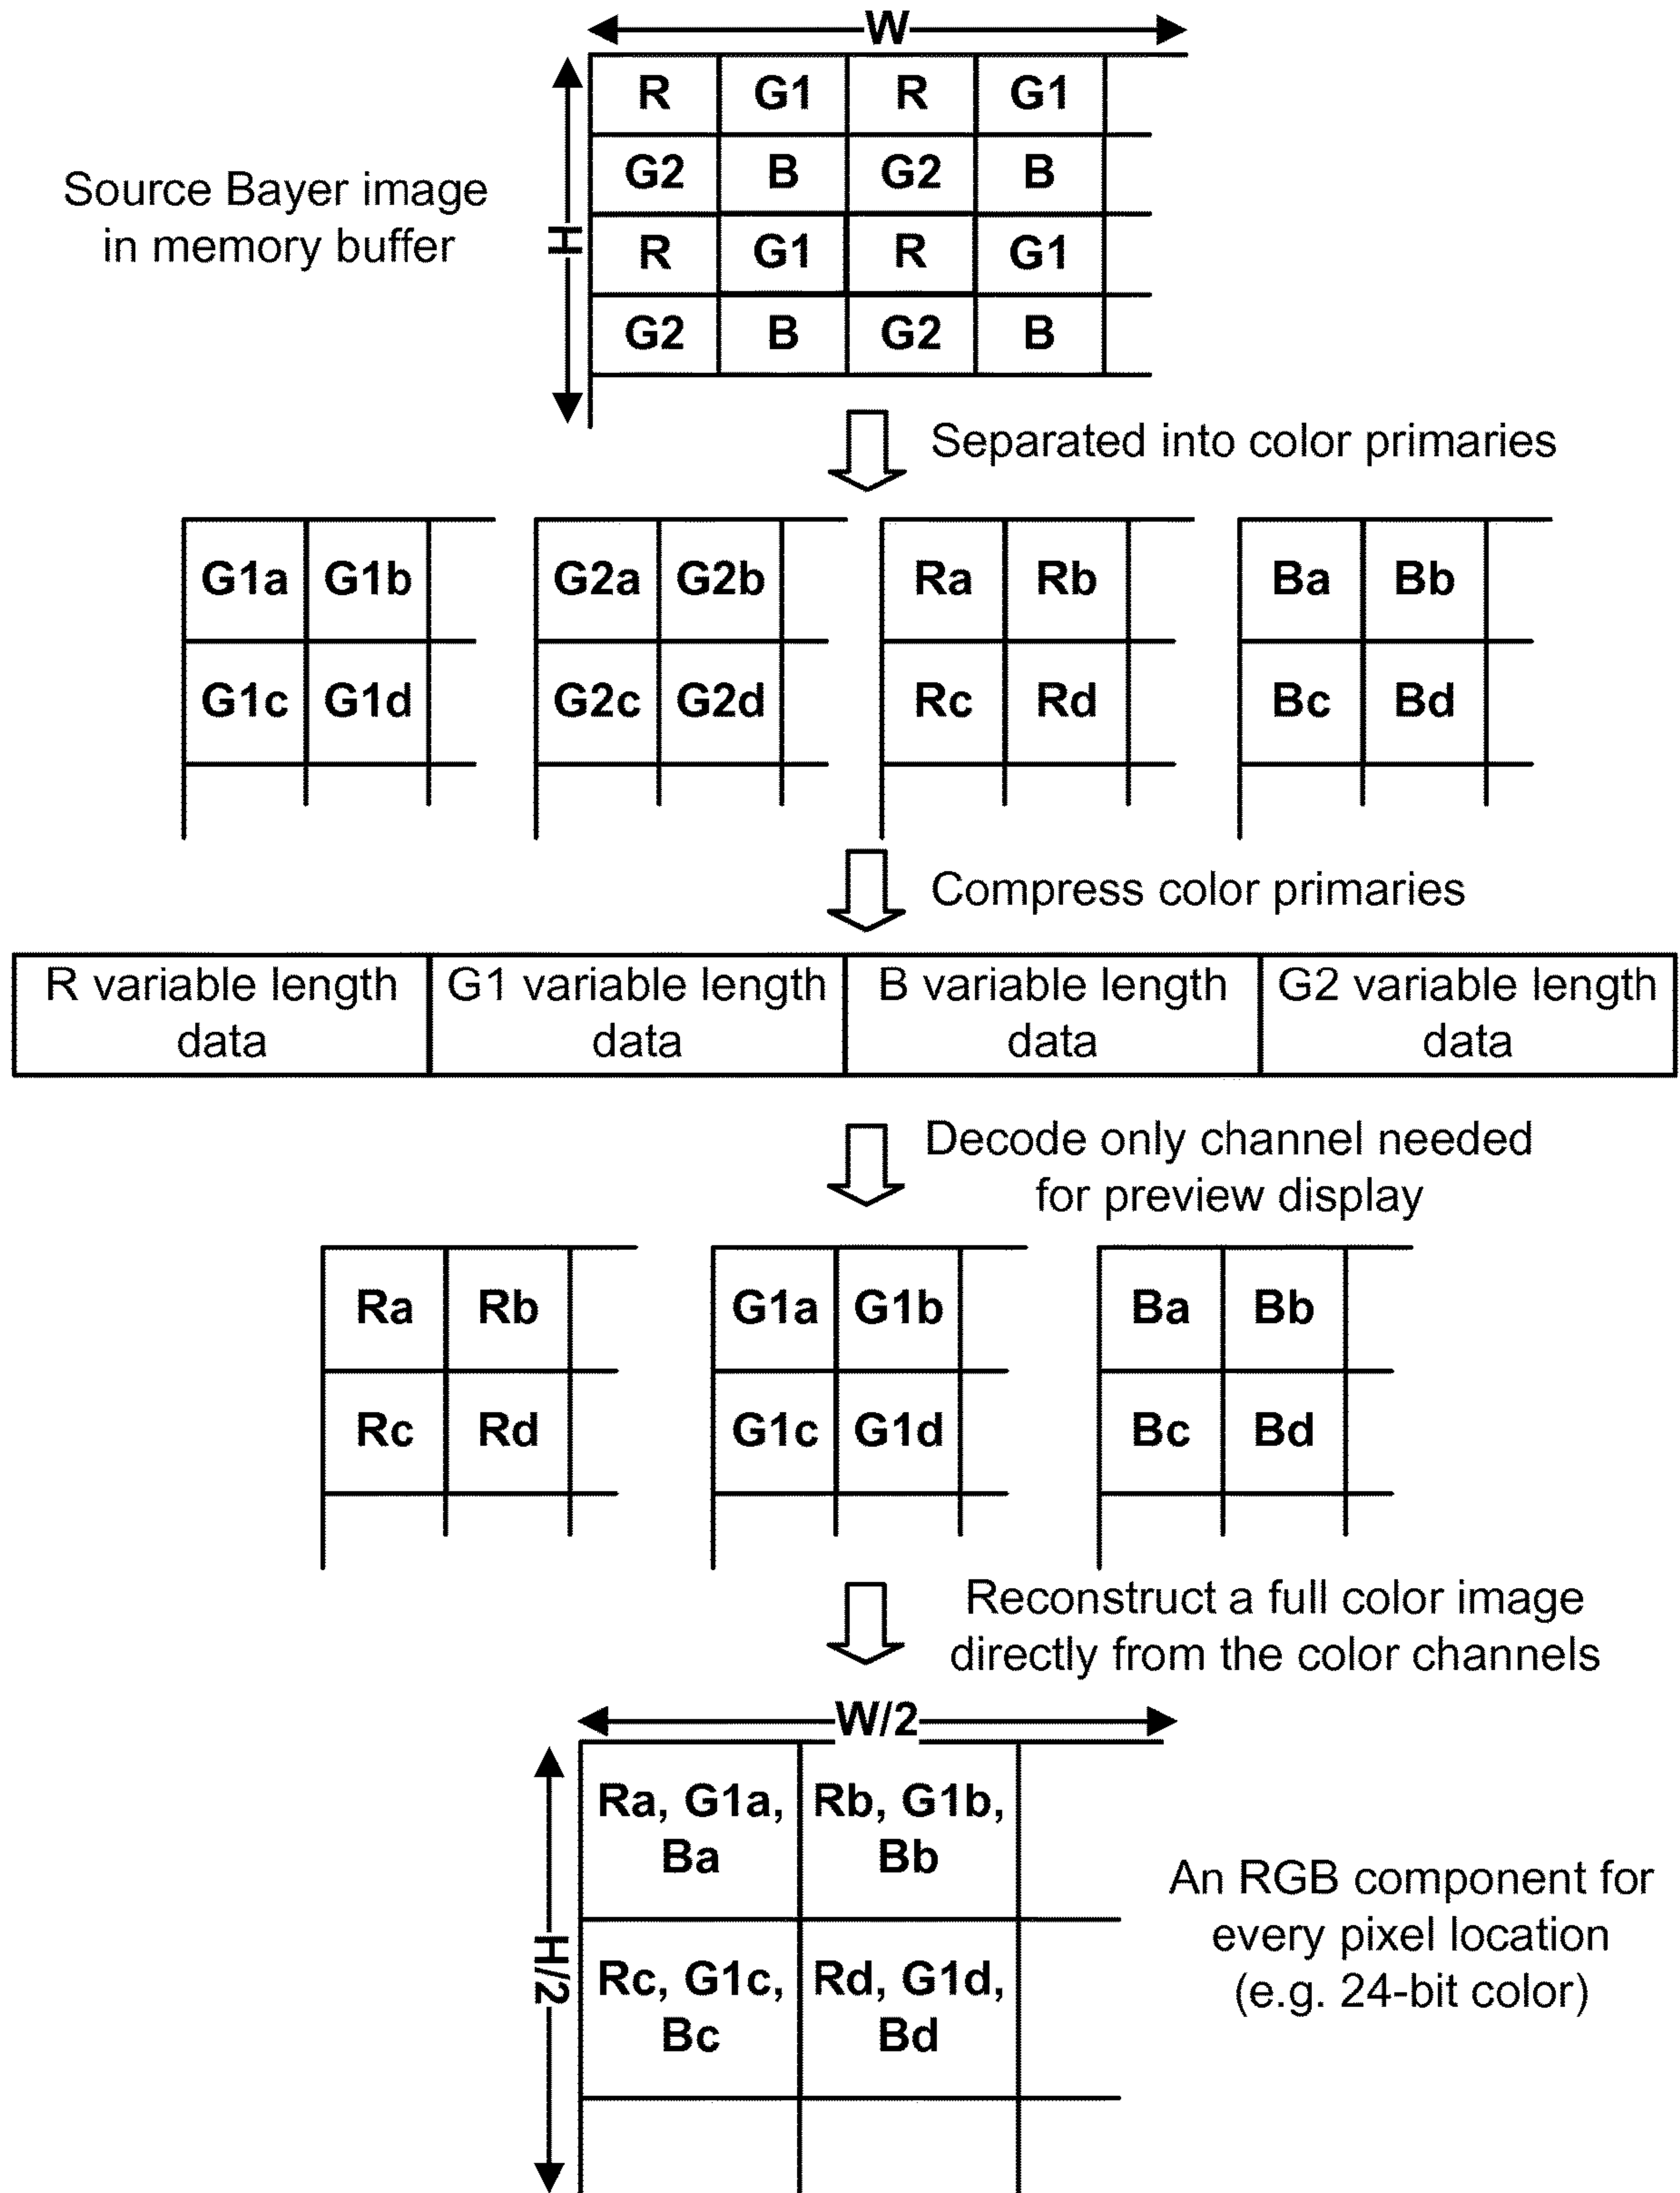 W
R G1 R G1
G2 B G2 B
R G1 R G1
G2 B G2 B
H
Source Bayer image
in memory buffer
Separated into color primaries
G1a G1b G2a G2b Ra Rb Ba Bb
G1c G1d G2c G2d Rc Rd Bc Bd
Compress color primaries
R variable length
data
G1 variable length
data
B variable length
data
G2 variable length
data
Decode only channel needed
for preview display
Ra Rb G1a G1b Ba Bb
Rc Rd G1c G1d Bc Bd
Reconstruct a full color image
directly from the color channels
W/2
H/2
Ra, G1a,
Ba
Rb, G1b,
Bb
Rc, G1c,
Bc
Rd, G1d,
Bd
An RGB component for
every pixel location
(e.g. 24-bit color)